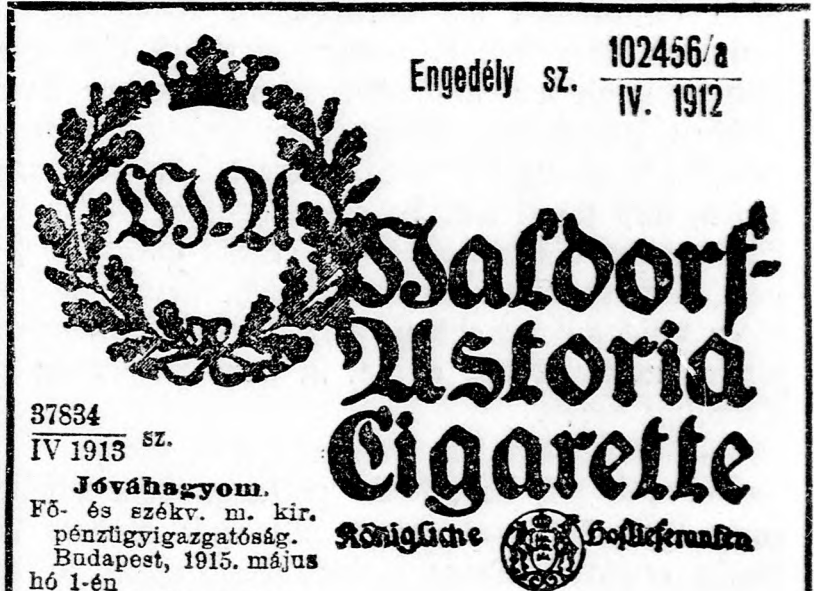 Engedély sz. 102456/a
IV. 1912
W-A
Waldorf-
Astoria
Cigarette
Königliche Hoflieferanten
37834
IV 1913 sz.
Jóváhagyom.
Fő- és székv. m. kir.
pénzügyigazgatóság.
Budapest, 1915. május
hó 1-én